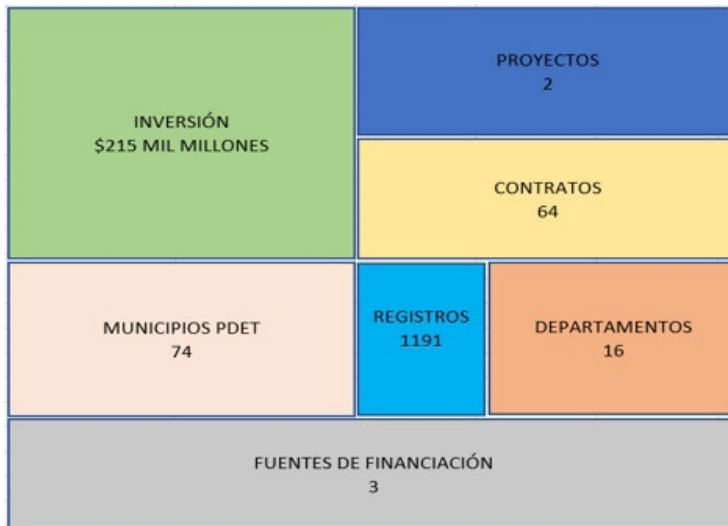 INVERSIÓN
$215 MIL MILLONES
PROYECTOS
2
CONTRATOS
64
MUNICIPIOS PDET
74
REGISTROS
1191
DEPARTAMENTOS
16
FUENTES DE FINANCIACIÓN
3